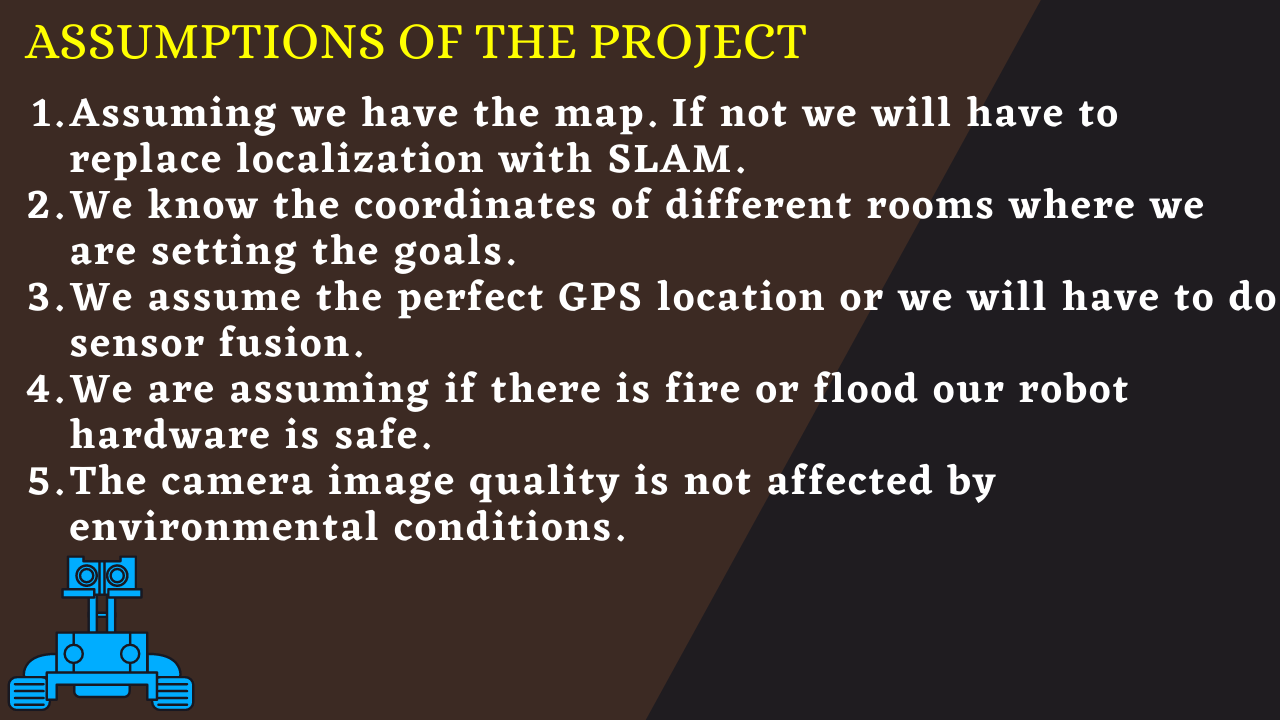 ASSUMPTIONS OF THE PROJECT
1. Assuming we have the map. If not we will have to
replace localization with SLAM.
2. We know the coordinates of different rooms where we
are setting the goals.
3. We assume the perfect GPS location or we will have to do
sensor fusion.
4. We are assuming if there is fire or flood our robot
hardware is safe.
5. The camera image quality is not affected by
environmental conditions.